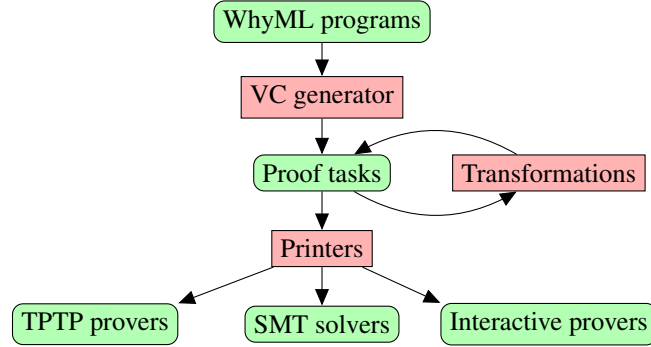 WhyML programs
VC generator
Proof tasks
Transformations
Printers
TPTP provers
SMT solvers
Interactive provers